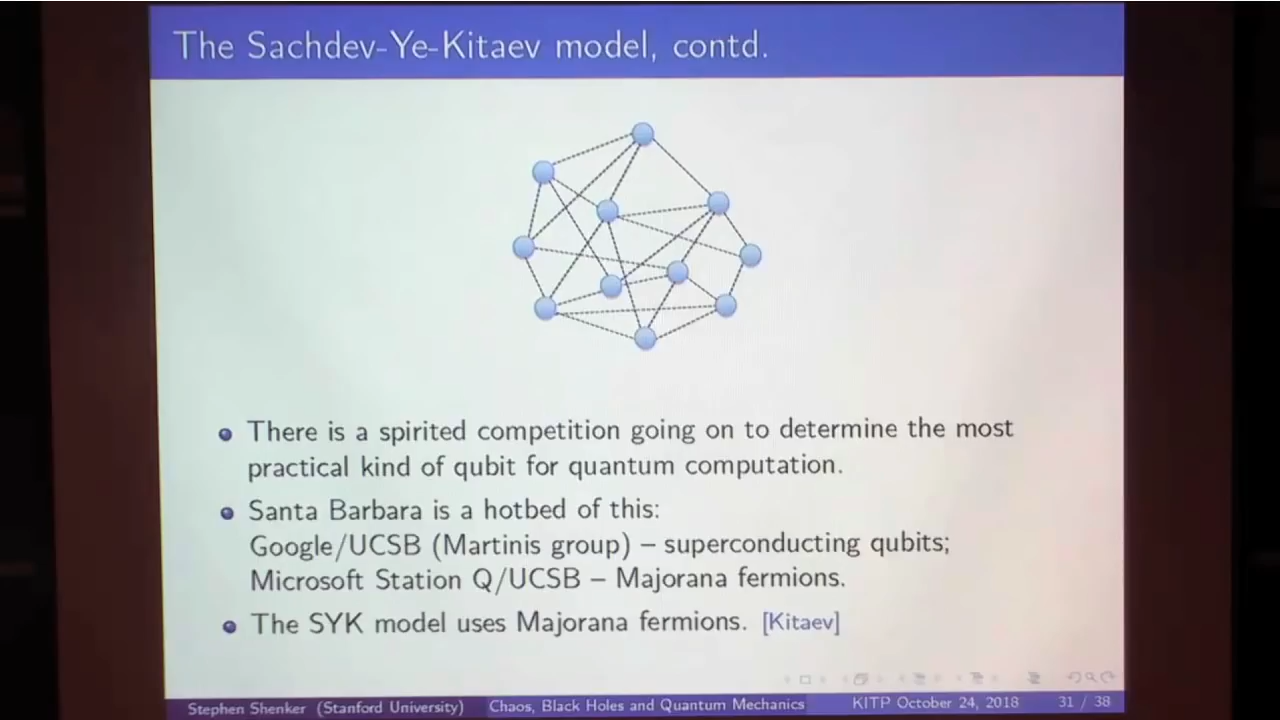 The Sachdev-Ye-Kitaev model, contd.
There is a spirited competition going on to determine the most
practical kind of qubit for quantum computation.
Santa Barbara is a hotbed of this:
Google/UCSB (Martinis group) – superconducting qubits;
Microsoft Station Q/UCSB – Majorana fermions.
The SYK model uses Majorana fermions. [Kitaev]
Stephen Shenker (Stanford University) Chaos, Black Holes and Quantum Mechanics KITP October 24, 2018 31 / 38